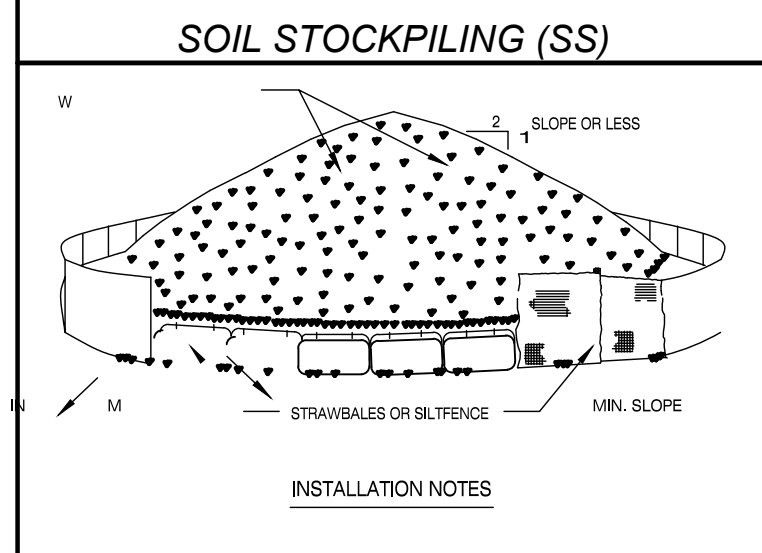 SOIL STOCKPILING (SS)
W
2
1 SLOPE OR LESS
IN M
STRAWBALES OR SILTFENCE
MIN. SLOPE
INSTALLATION NOTES